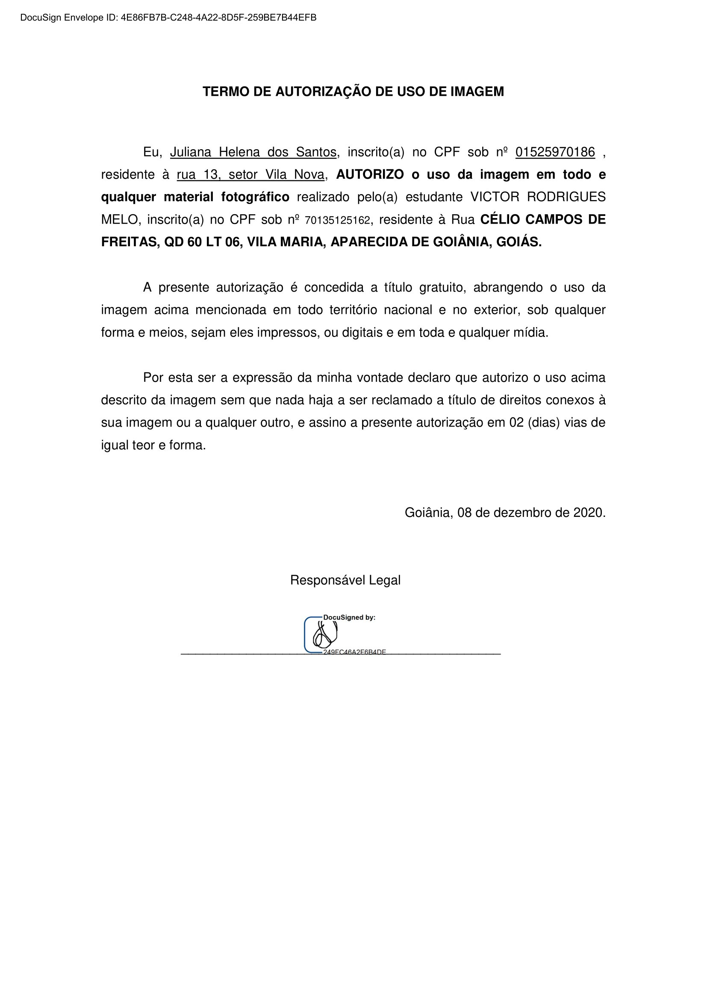 DocuSign Envelope ID: 4E86FB7B-C248-4A22-8D5F-259BE7B44EFB
TERMO DE AUTORIZAÇÃO DE USO DE IMAGEM
Eu, Juliana Helena dos Santos, inscrito(a) no CPF sob nº 01525970186 ,
residente à rua 13, setor Vila Nova, AUTORIZO o uso da imagem em todo e
qualquer material fotográfico realizado pelo(a) estudante VICTOR RODRIGUES
MELO, inscrito(a) no CPF sob nº 70135125162, residente à Rua CÉLIO CAMPOS DE
FREITAS, QD 60 LT 06, VILA MARIA, APARECIDA DE GOIÂNIA, GOIÁS.
A presente autorização é concedida a título gratuito, abrangendo o uso da
imagem acima mencionada em todo território nacional e no exterior, sob qualquer
forma e meios, sejam eles impressos, ou digitais e em toda e qualquer mídia.
Por esta ser a expressão da minha vontade declaro que autorizo o uso acima
descrito da imagem sem que nada haja a ser reclamado a título de direitos conexos à
sua imagem ou a qualquer outro, e assino a presente autorização em 02 (dias) vias de
igual teor e forma.
Goiânia, 08 de dezembro de 2020.
Responsável Legal
DocuSigned by: